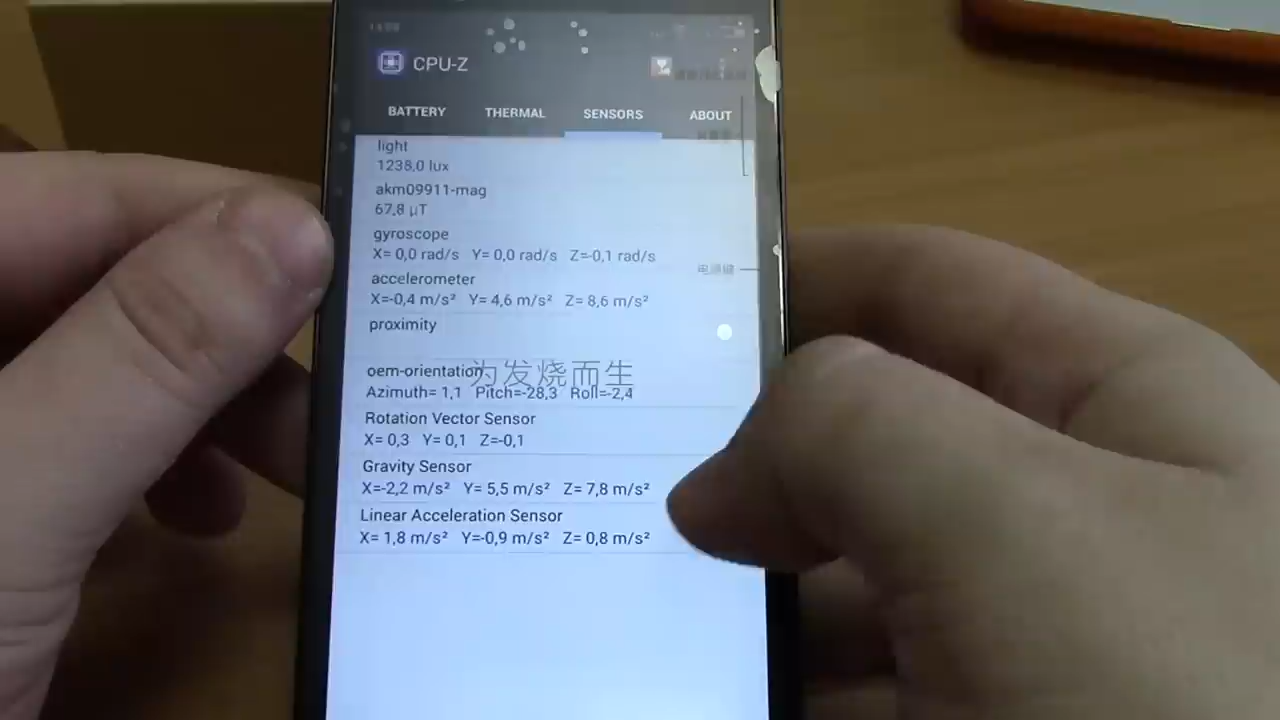 CPU-Z
BATTERY THERMAL SENSORS ABOUT
light
1238,0 lux
akm09911-mag
67,8 µT
gyroscope
X= 0,0 rad/s Y= 0,0 rad/s Z=-0,1 rad/s
电源键
accelerometer
X=-0,4 m/s² Y= 4,6 m/s² Z= 8,6 m/s²
proximity
oem-orientation
为发烧而生
Azimuth= 1,1 Pitch=-28,3 Roll=-2,4
Rotation Vector Sensor
X= 0,3 Y= 0,1 Z=-0,1
Gravity Sensor
X=-2,2 m/s² Y= 5,5 m/s² Z= 7,8 m/s²
Linear Acceleration Sensor
X= 1,8 m/s² Y=-0,9 m/s² Z= 0,8 m/s²